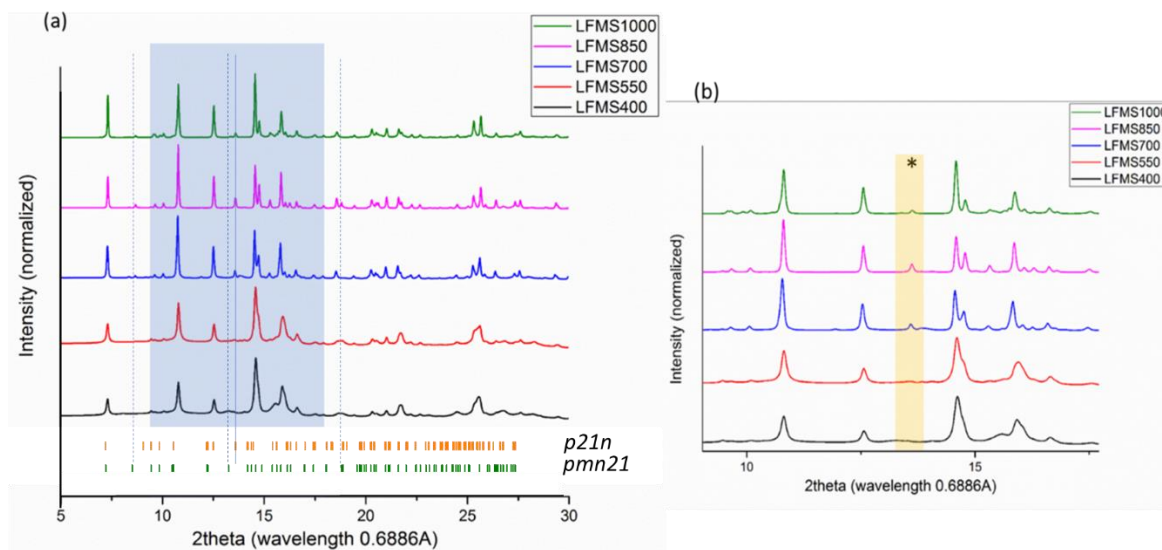 (a)
LFMS1000
LFMS850
LFMS700
LFMS550
LFMS400
Intensity (normalized)
p21n
pmn21
5
10
15
20
25
30
2theta (wavelength 0.6886A)
(b)
LFMS1000
LFMS850
LFMS700
LFMS550
LFMS400
*
Intensity (normalized)
10
15
2theta (wavelength 0.6886A)